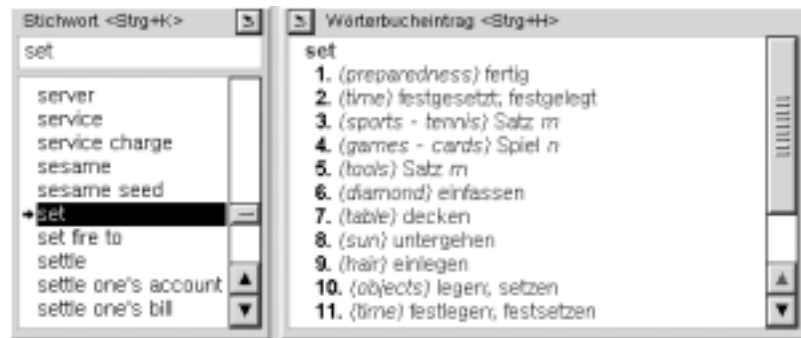 Stichwort <Strg+K>
set
server
service
service charge
sesame
sesame seed
set
set fire to
settle
settle one's account
settle one's bill
Wörterbucheintrag <Strg+H>
set
1. (preparedness) fertig
2. (time) festgesetzt; festgelegt
3. (sports - tennis) Satz m
4. (games - cards) Spiel n
5. (tools) Satz m
6. (diamond) einfassen
7. (table) decken
8. (sun) untergehen
9. (hair) einlegen
10. (objects) legen; setzen
11. (time) festlegen; festsetzen